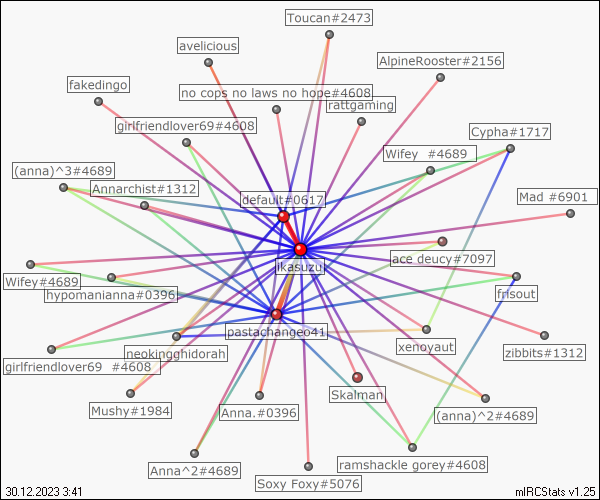 Toucan#2473
avelicious
AlpineRooster#2156
fakedingo
no cops no laws no hope#4608
rattgaming
girlfriendlover69#4608
Cypha#1717
Wifey  #4689
(anna)^3#4689
Annarchist#1312
Mad #6901
default#0617
ace deucy#7097
ikasuzu
Wifey#4689
hypomanianna#0396
frisout
pastachangeo41
xenoyaut
zibbits#1312
neokingghidorah
girlfriendlover69  #4608
Skalman
Mushy#1984
Anna.#0396
(anna)^2#4689
Anna^2#4689
ramshackle gorey#4608
Soxy Foxy#5076
30.12.2023 3:41
mIRCStats v1.25